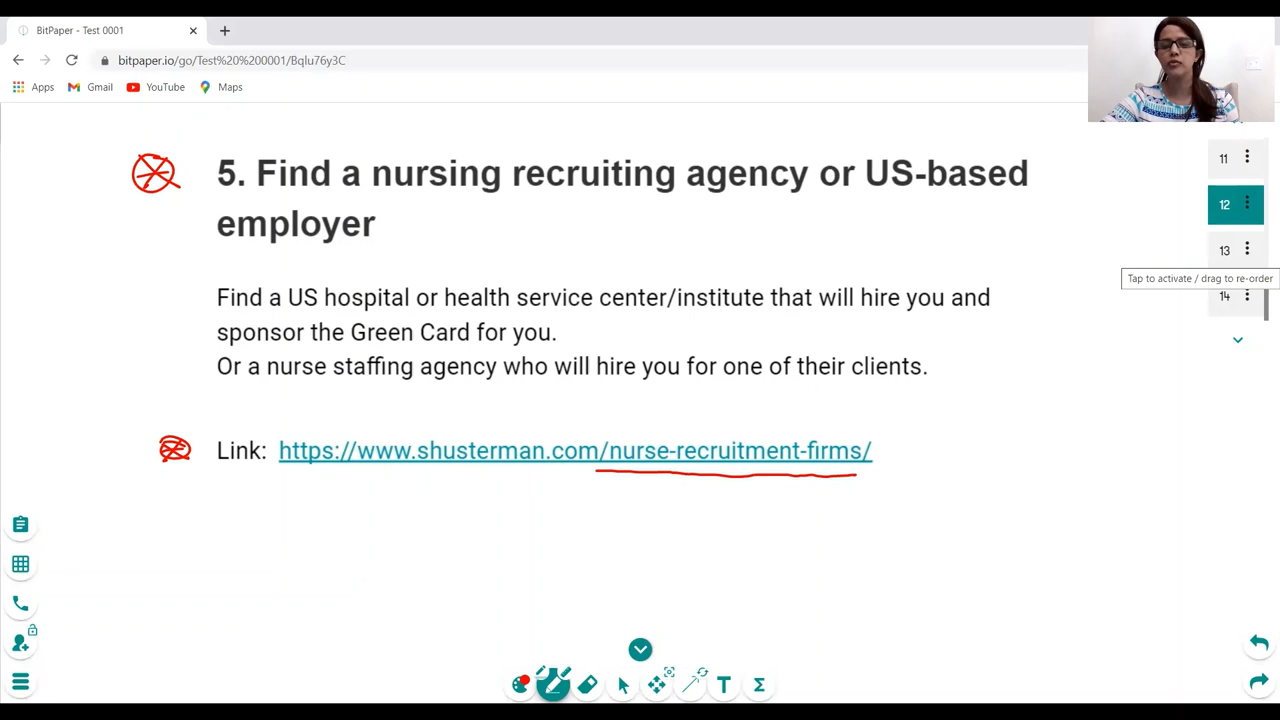 BitPaper - Test 0001
bitpaper.io/go/Test%20%200001/Bqlu76y3C
Apps Gmail YouTube Maps
5. Find a nursing recruiting agency or US-based
employer
Find a US hospital or health service center/institute that will hire you and
sponsor the Green Card for you.
Or a nurse staffing agency who will hire you for one of their clients.
Link: https://www.shusterman.com/nurse-recruitment-firms/
11
12
13
Tap to activate / drag to re-order
14
T Σ